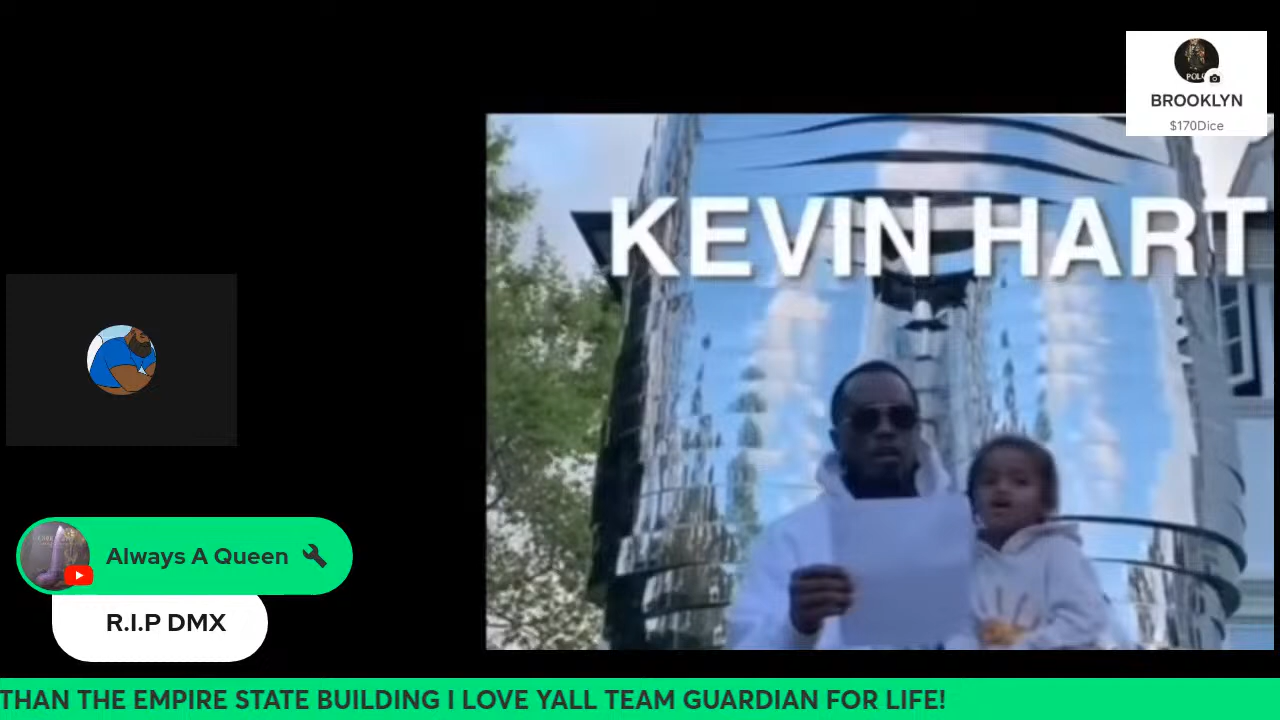 BROOKLYN
$170Dice
KEVIN HART
Always A Queen
R.I.P DMX
THAN THE EMPIRE STATE BUILDING I LOVE YALL TEAM GUARDIAN FOR LIFE!